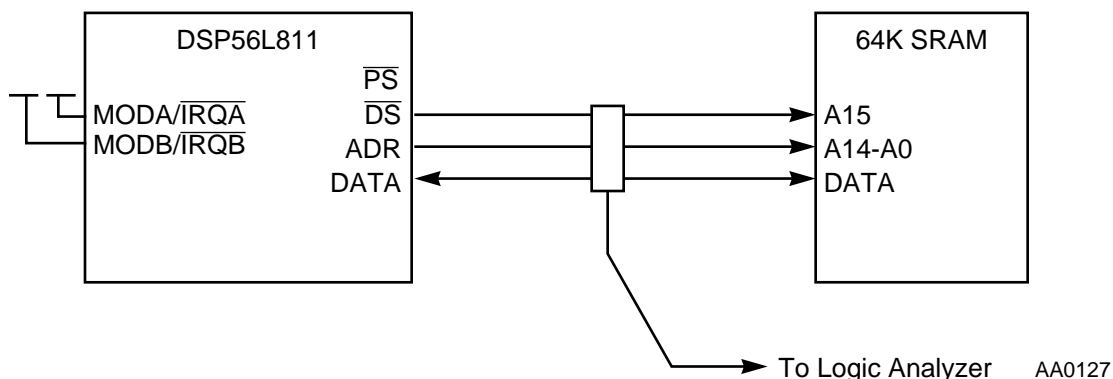 DSP56L811
64K SRAM
PS
MODA/IRQA
DS
A15
MODB/IRQB
ADR
A14-A0
DATA
DATA
To Logic Analyzer
AA0127